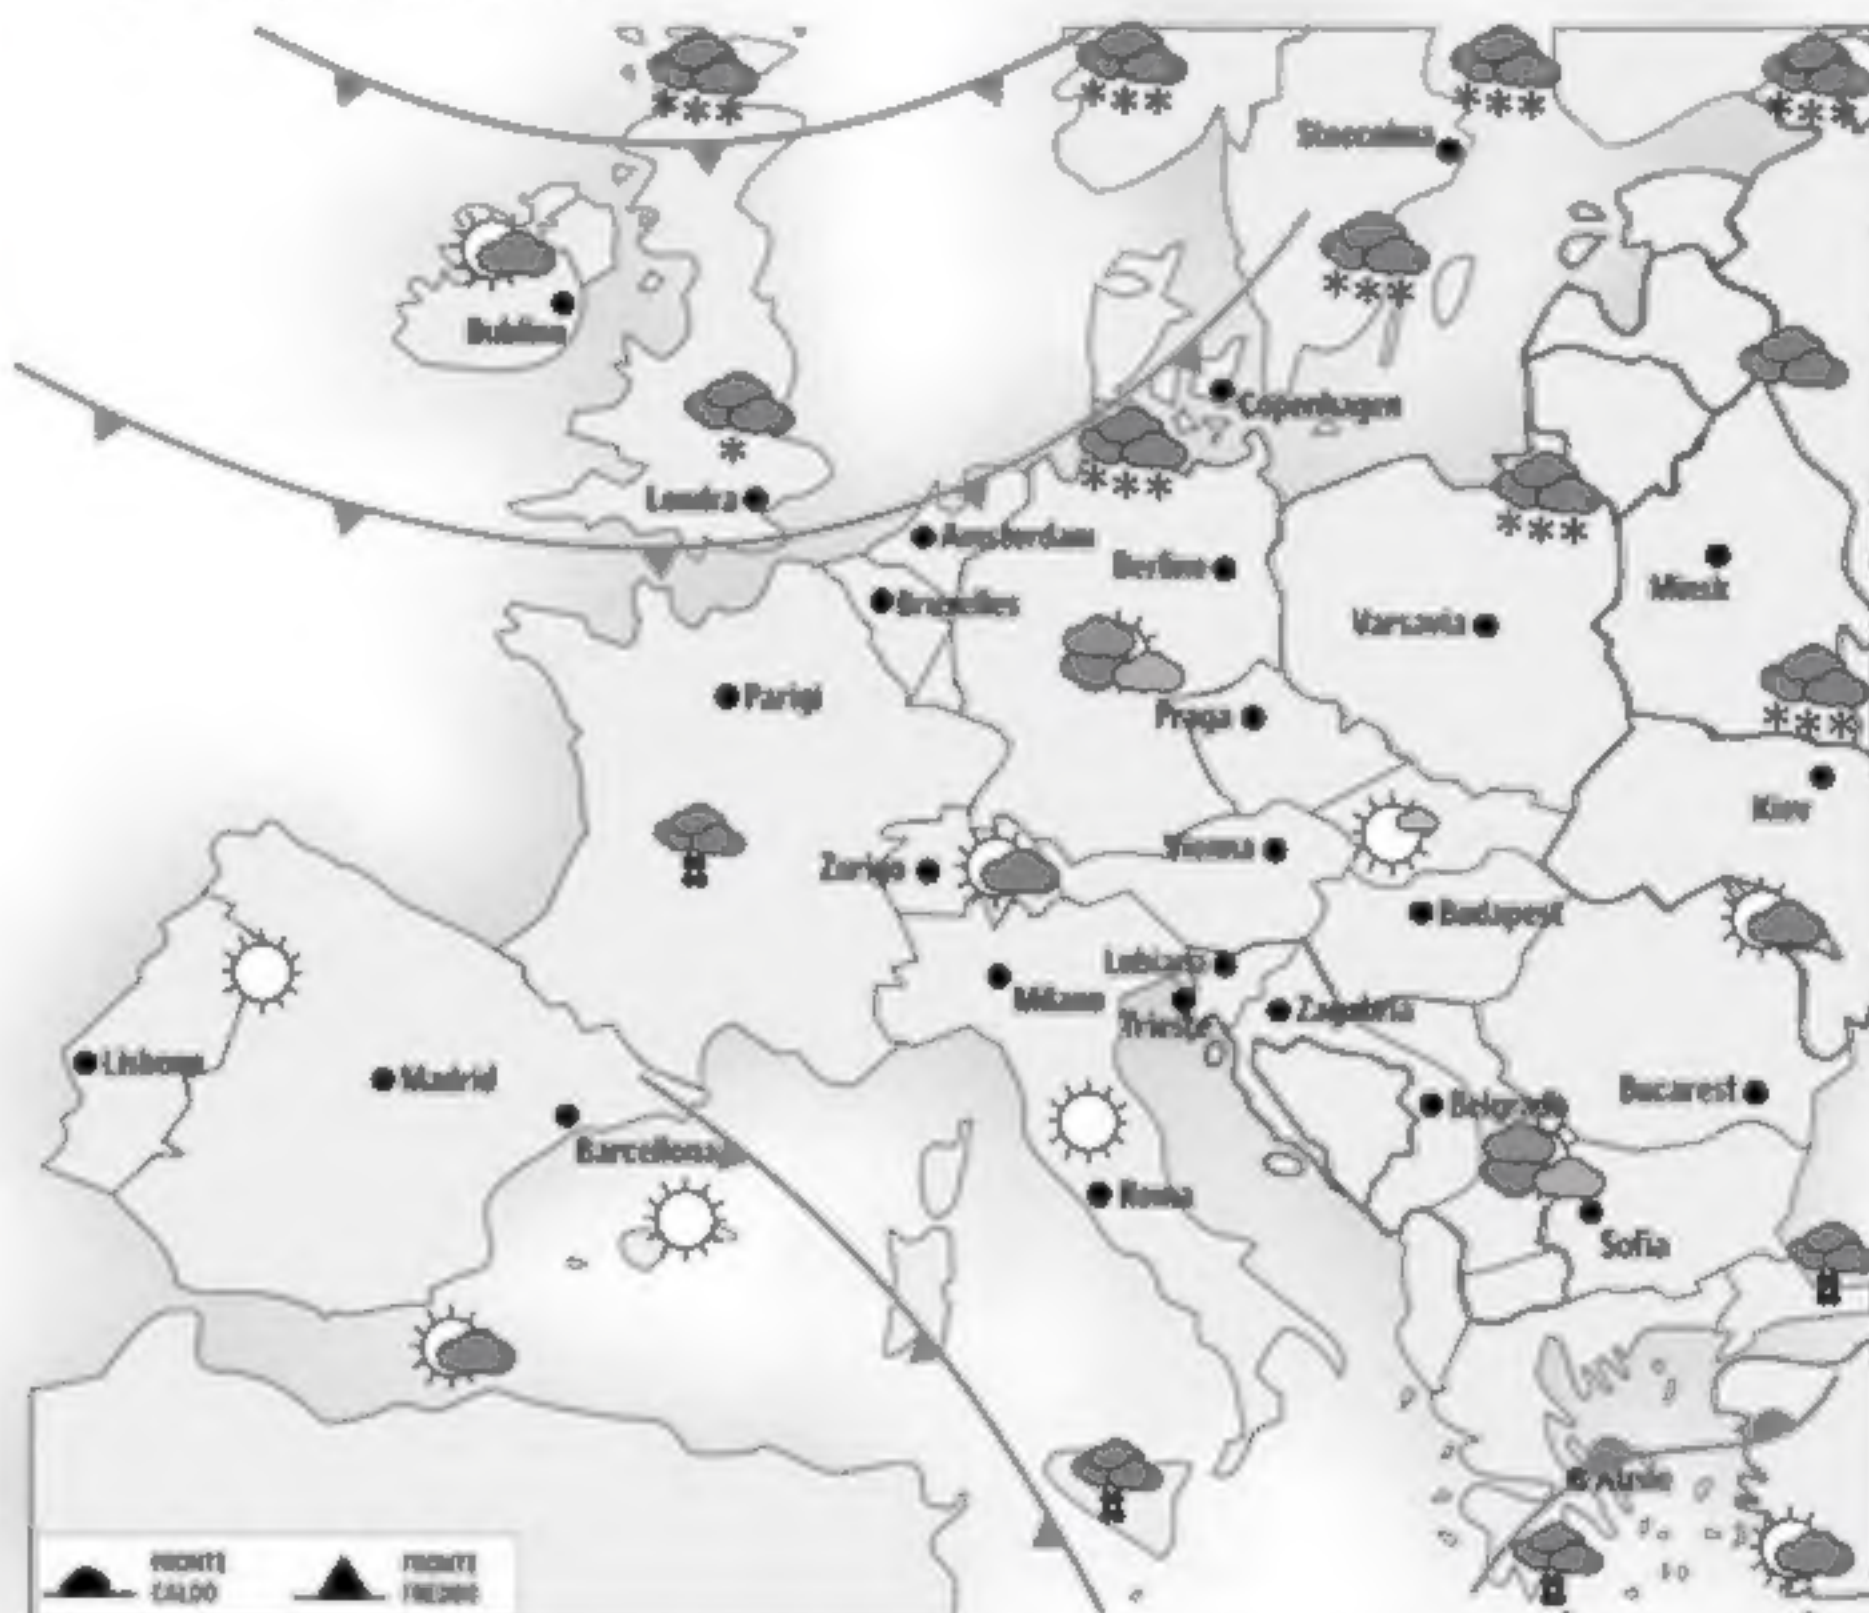 Stoccolma
Dublino
Copenhagen
Londra
Amsterdam
Berlino
Bruxelles
Minsk
Varsavia
Parigi
Praga
Kiev
Vienna
Zurigo
Budapest
Lubiana
Milano
Zagabria
Trieste
Lisbona
Madrid
Bucarest
Belgrado
Barcellona
Roma
Sofia
Atene
FRONTE
CALDO
FRONTE
FREDDO